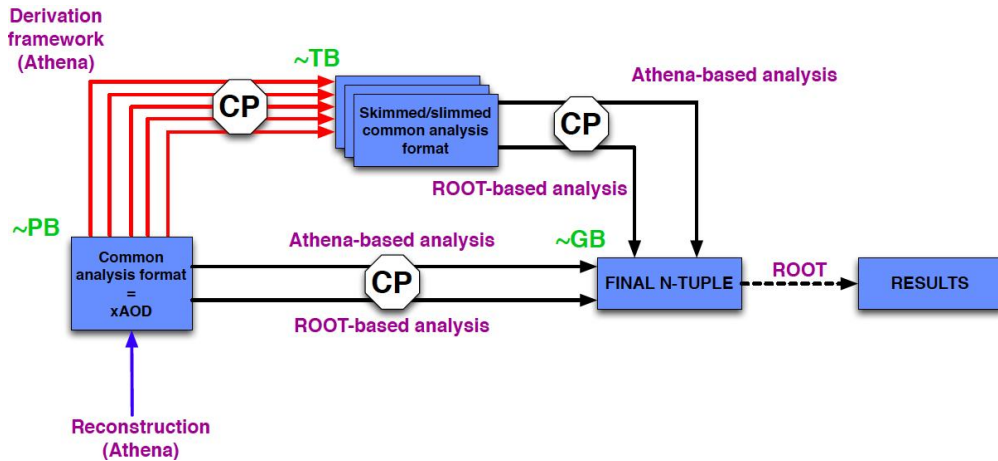 Derivation
framework
(Athena)
~TB
CP
Skimmed/slimmed
common analysis
format
CP
Athena-based analysis
ROOT-based analysis
~PB
Common
analysis format
=
xAOD
Athena-based analysis
CP
ROOT-based analysis
~GB
FINAL N-TUPLE
ROOT
RESULTS
Reconstruction
(Athena)